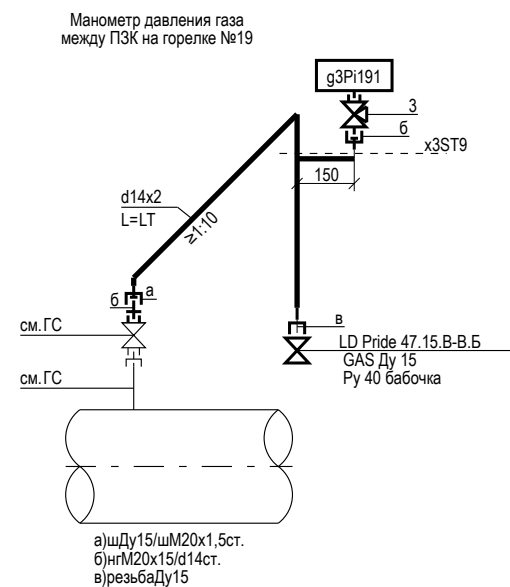 Манометр давления газа
между ПЗК на горелке №19
g3Pi191
3
б
x3ST9
150
d14x2
L=LT
≥1:10
а
б
см.ГС
в
LD Pride 47.15.В-В.Б
GAS Ду 15
Ру 40 бабочка
см.ГС
а)шДу15/шМ20х1,5ст.
б)нгМ20х15/d14ст.
в)резьбаДу15